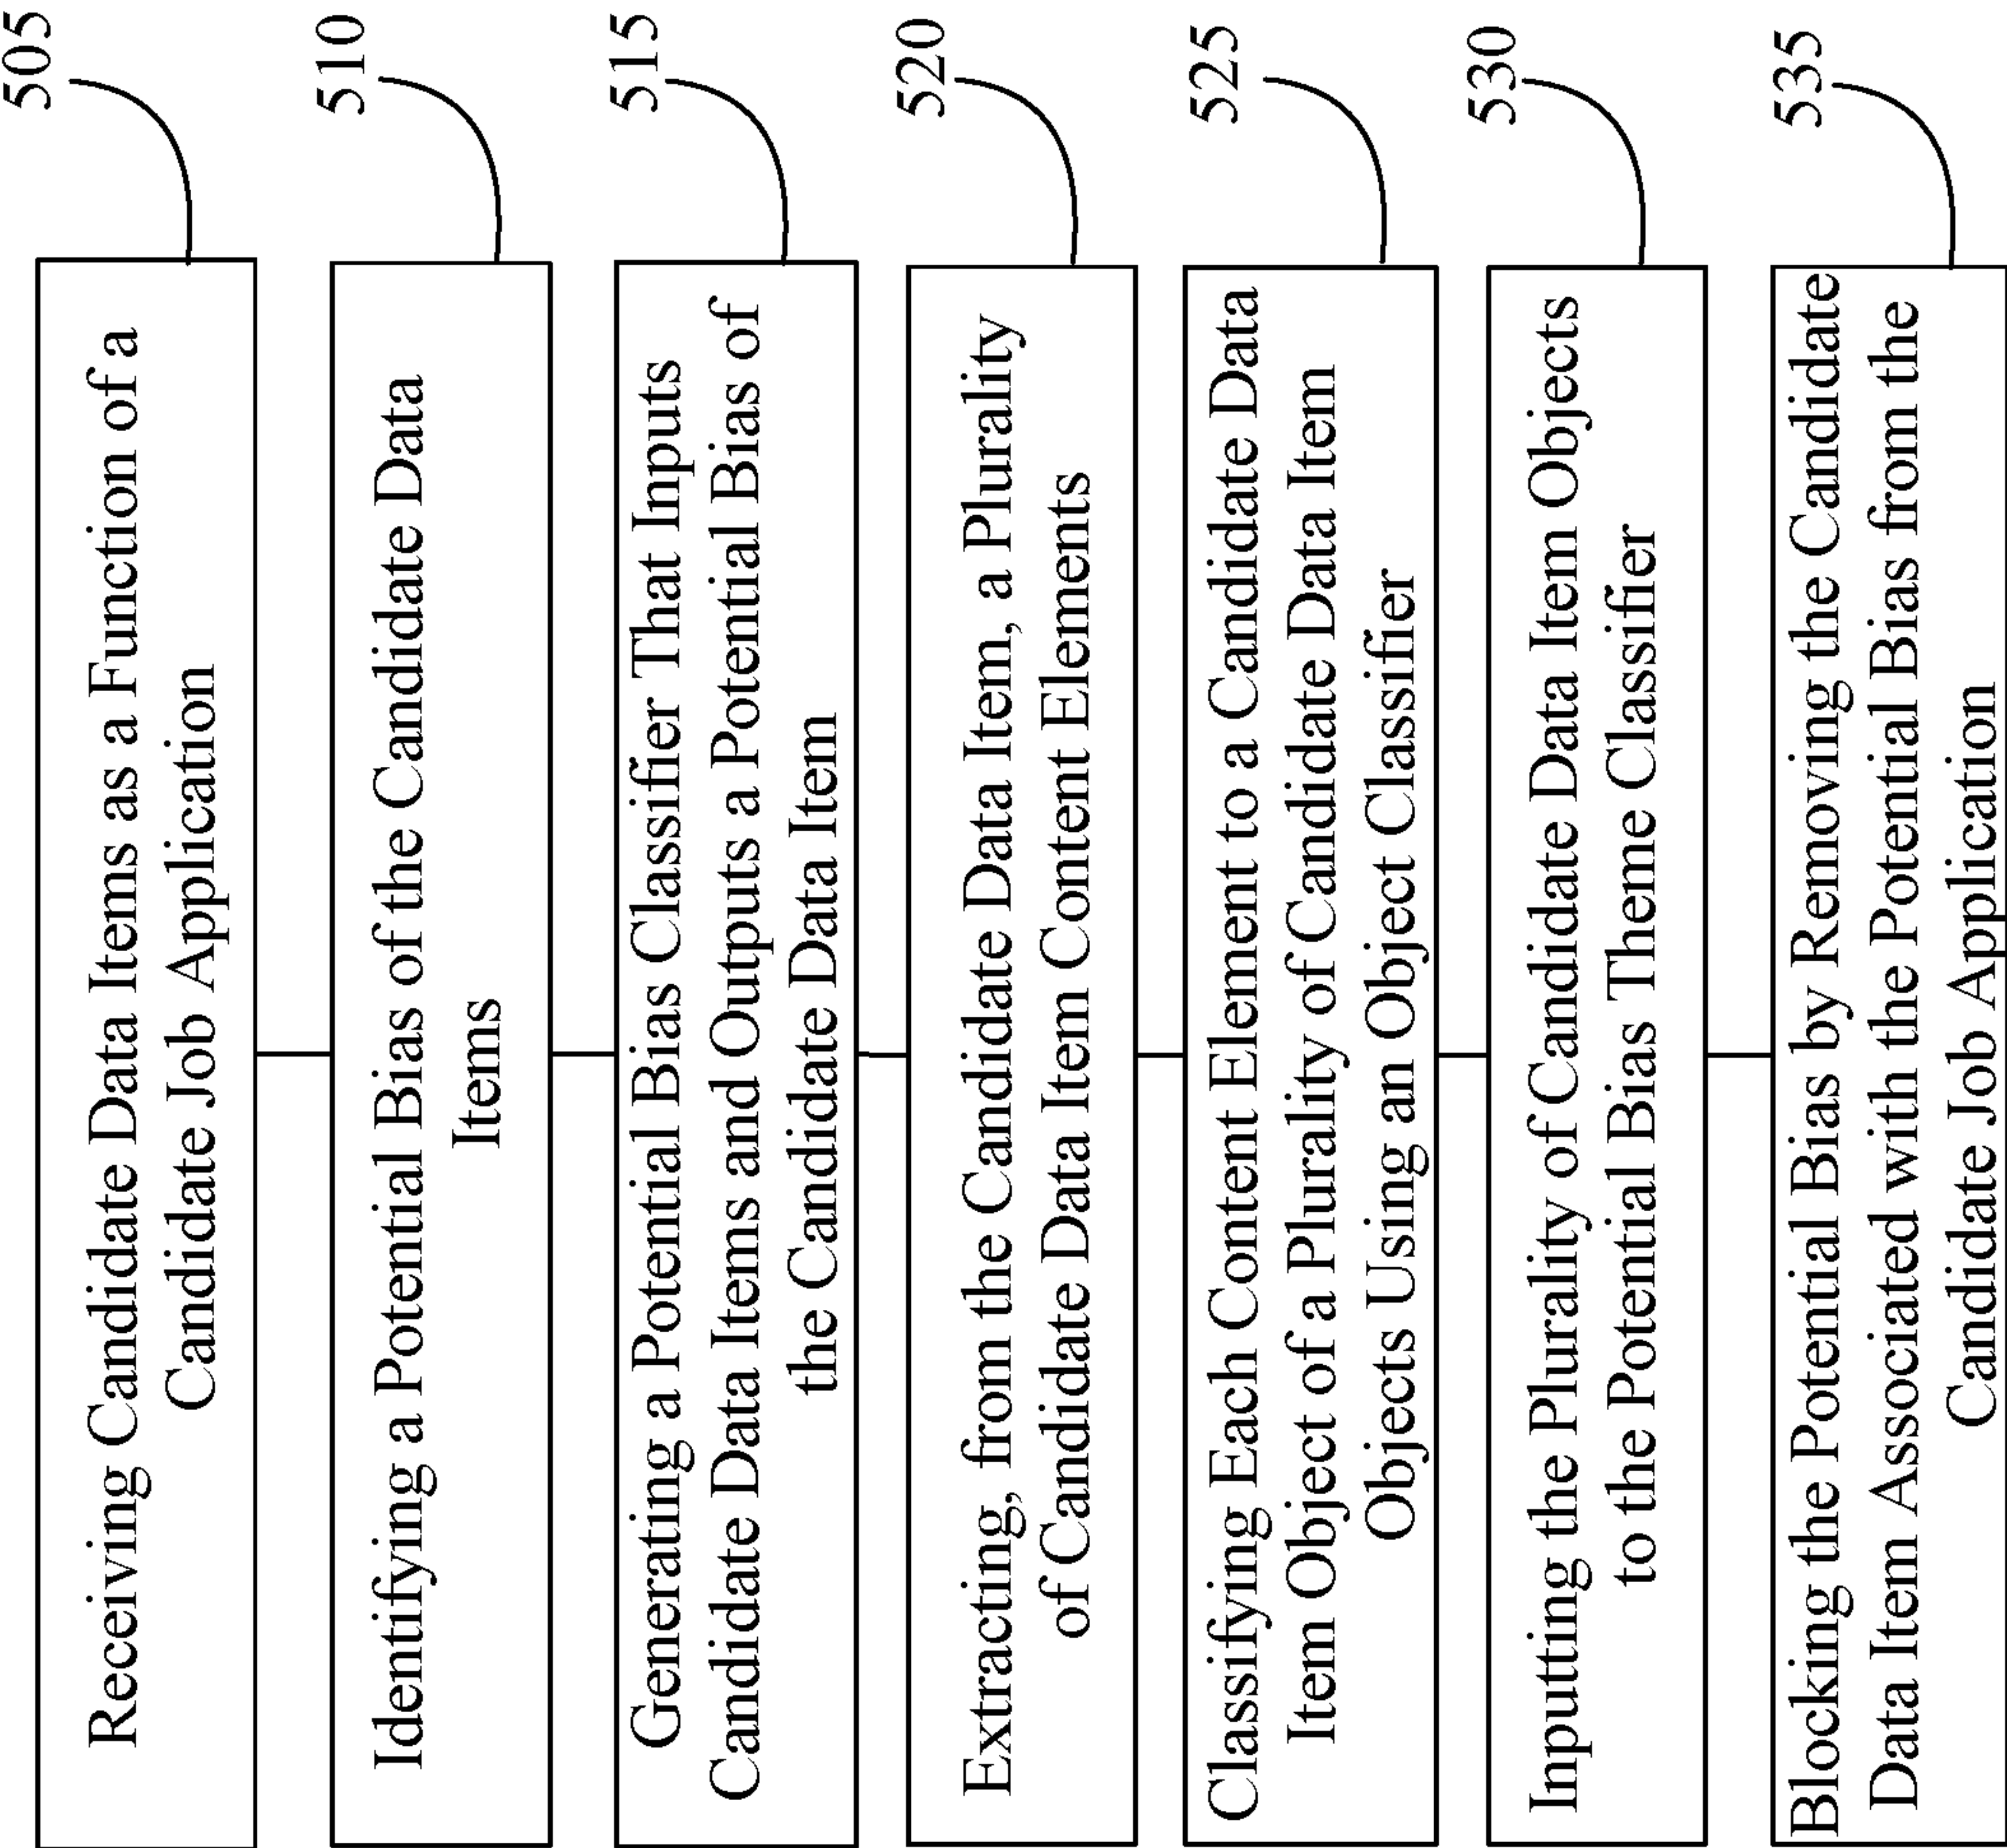 505
Receiving Candidate Data Items as a Function of a
Candidate Job Application
510
Identifying a Potential Bias of the Candidate Data
Items
515
Generating a Potential Bias Classifier That Inputs
Candidate Data Items and Outputs a Potential Bias of
the Candidate Data Item
520
Extracting, from the Candidate Data Item, a Plurality
of Candidate Data Item Content Elements
525
Classifying Each Content Element to a Candidate Data
Item Object of a Plurality of Candidate Data Item
Objects Using an Object Classifier
530
Inputting the Plurality of Candidate Data Item Objects
to the Potential Bias Theme Classifier
535
Blocking the Potential Bias by Removing the Candidate
Data Item Associated with the Potential Bias from the
Candidate Job Application